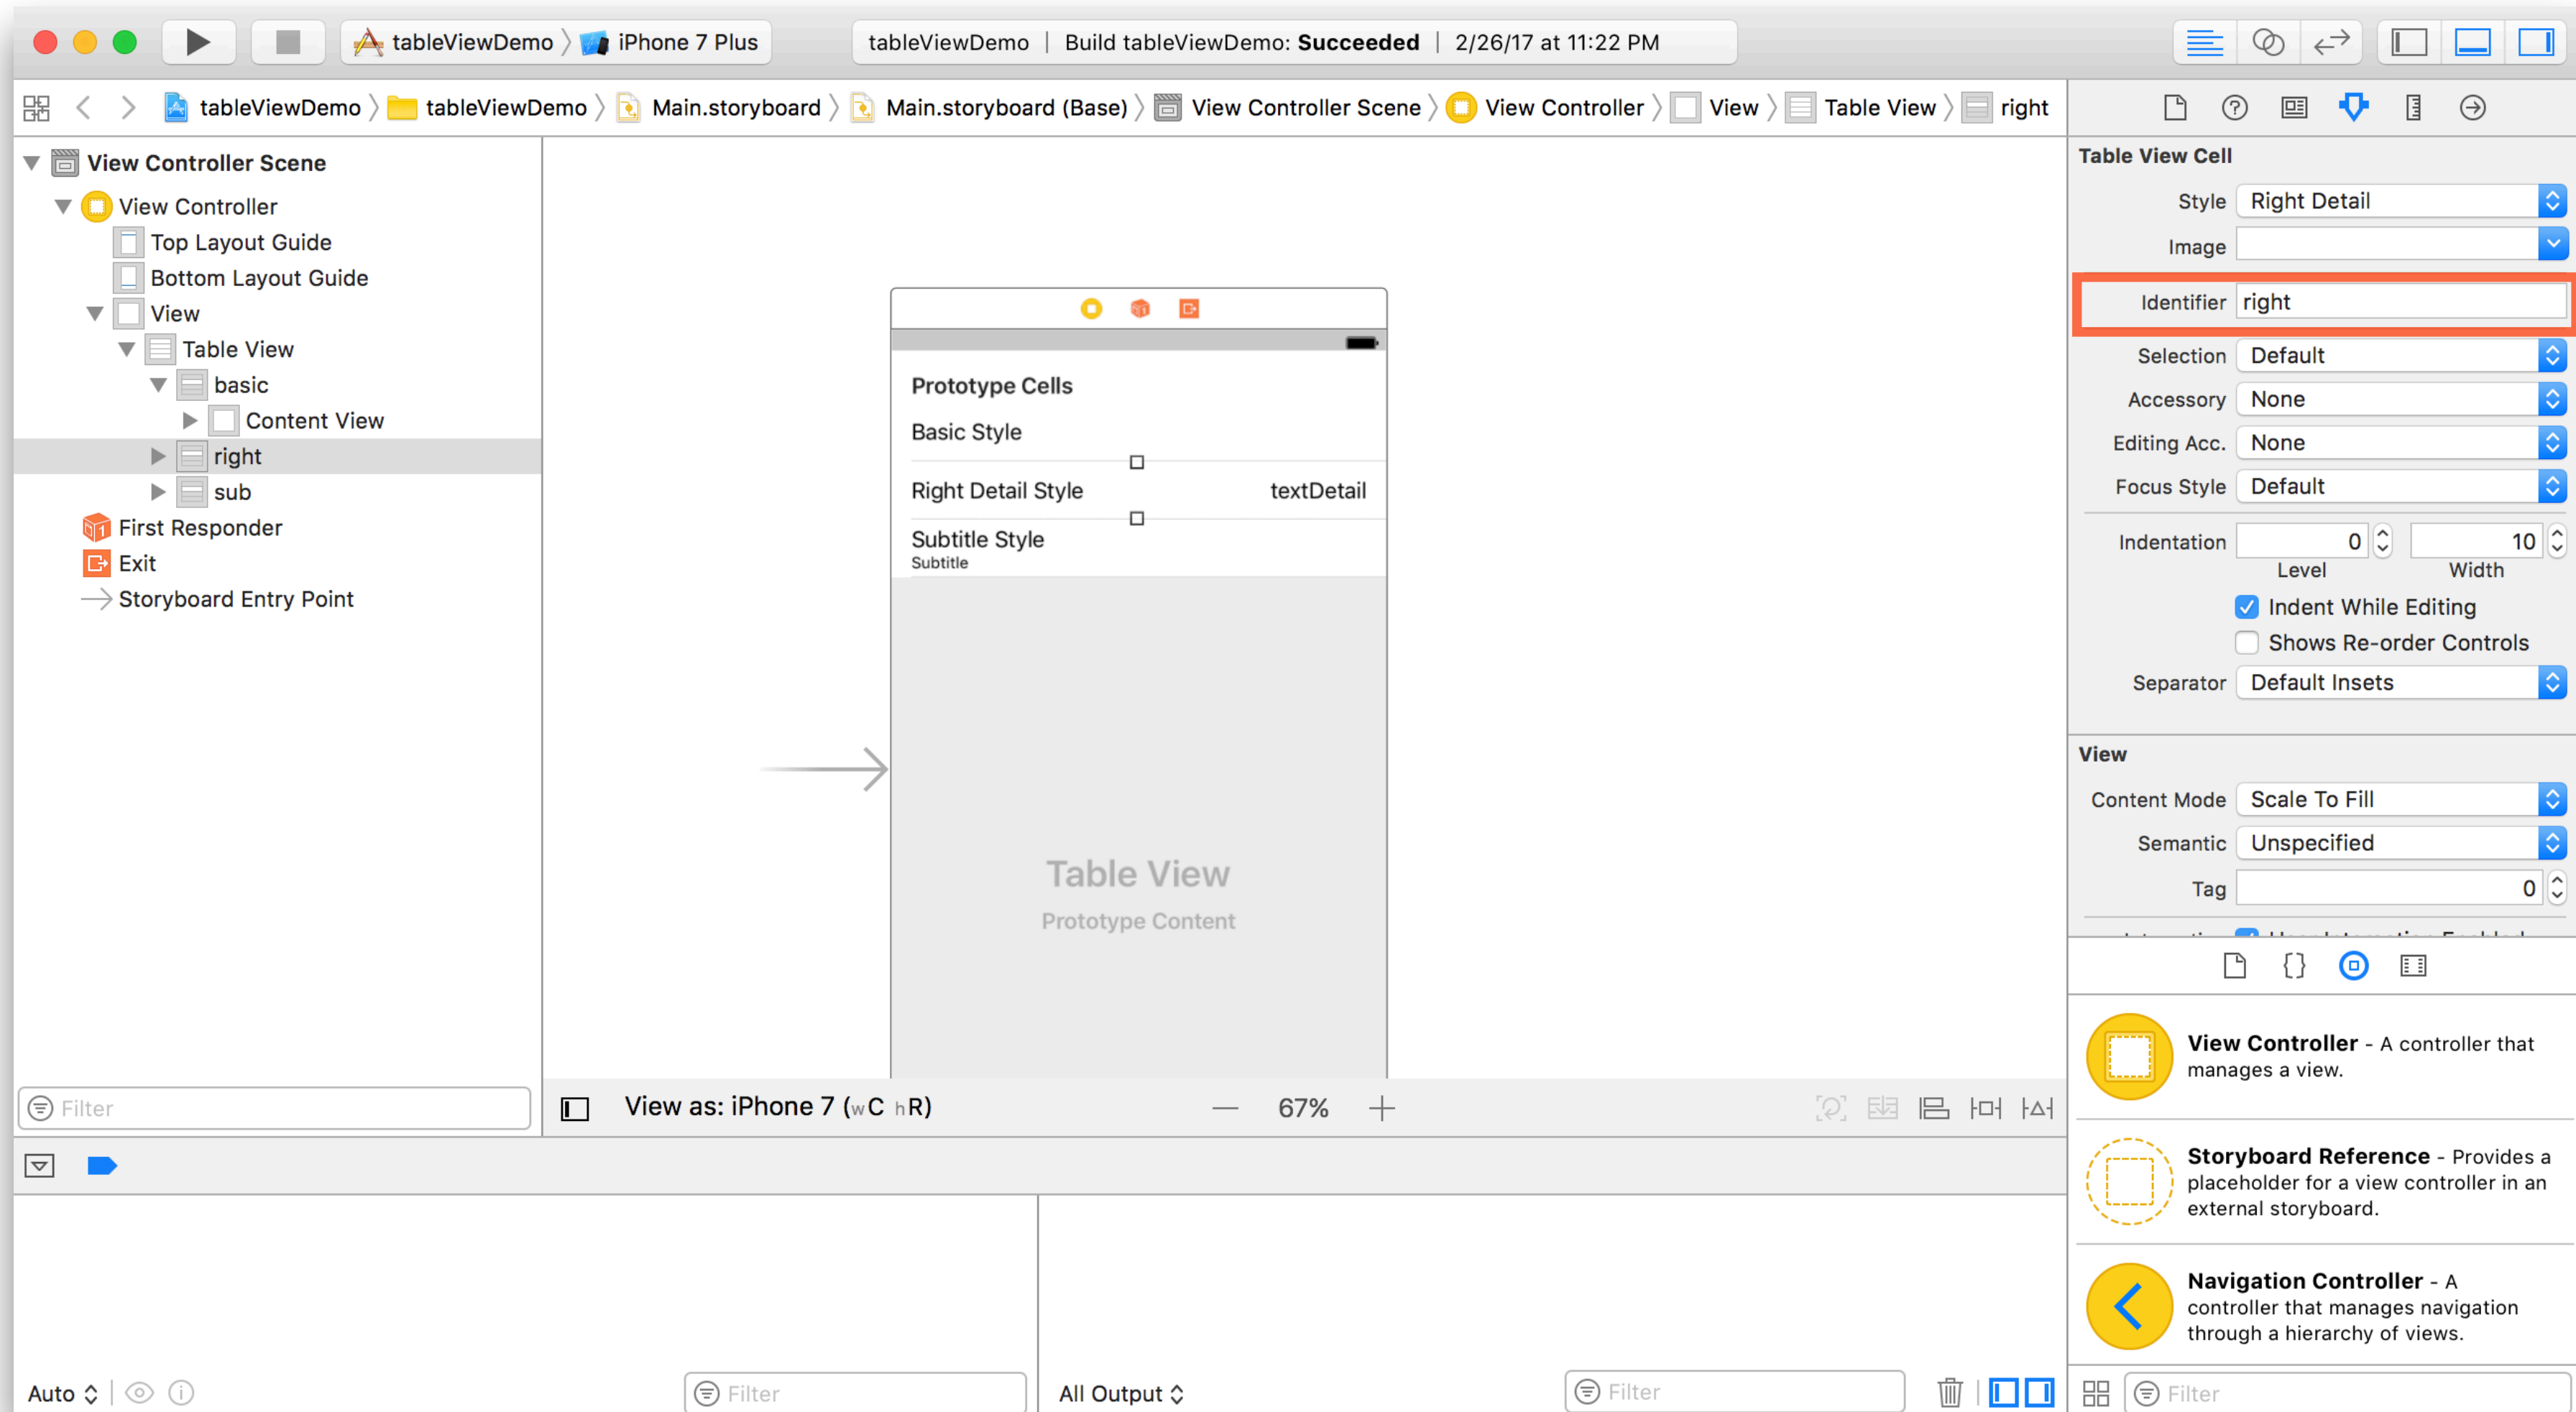 tableViewDemo iPhone 7 Plus tableViewDemo | Build tableViewDemo: Succeeded | 2/26/17 at 11:22 PM
tableViewDemo tableViewDemo Main.storyboard Main.storyboard (Base) View Controller Scene View Controller View Table View right
View Controller Scene
View Controller
Top Layout Guide
Bottom Layout Guide
View
Table View
basic
Content View
right
sub
First Responder
Exit
Storyboard Entry Point
Filter
Prototype Cells
Basic Style
Right Detail Style textDetail
Subtitle Style
Subtitle
Table View
Prototype Content
View as: iPhone 7 (wC hR) 67%
Table View Cell
Style Right Detail
Image
Identifier right
Selection Default
Accessory None
Editing Acc. None
Focus Style Default
Indentation 0 10
Level Width
Indent While Editing
Shows Re-order Controls
Separator Default Insets
View
Content Mode Scale To Fill
Semantic Unspecified
Tag 0
View Controller - A controller that
manages a view.
Storyboard Reference - Provides a
placeholder for a view controller in an
external storyboard.
Navigation Controller - A
controller that manages navigation
through a hierarchy of views.
Auto Filter All Output Filter Filter